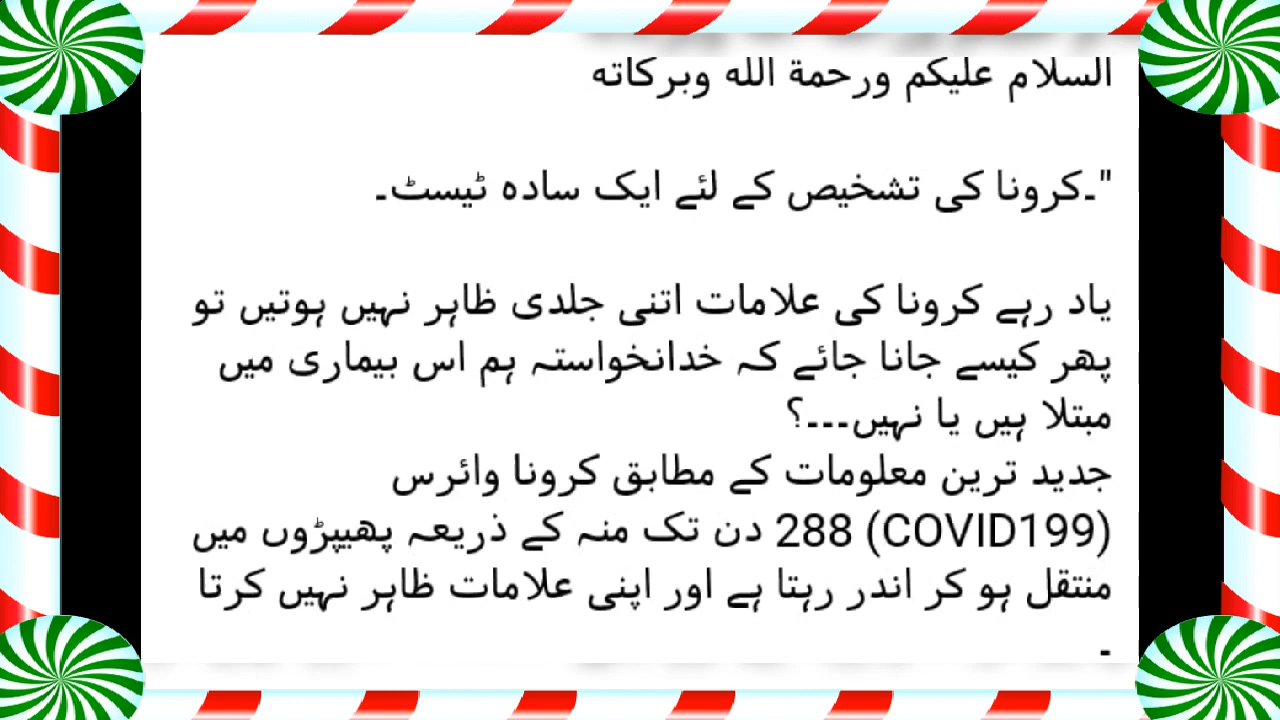 السلام علیکم ورحمة الله وبركاته
"۔کرونا کی تشخیص کے لئے ایک سادہ ٹیسٹ۔
یاد رہے کرونا کی علامات اتنی جلدی ظاہر نہیں ہوتیں تو
پھر کیسے جانا جائے کہ خدانخواستہ ہم اس بیماری میں
مبتلا ہیں یا نہیں۔۔۔؟
جدید ترین معلومات کے مطابق کرونا وائرس
(COVID199) 288 دن تک منہ کے ذریعہ پھیپڑوں میں
منتقل ہو کر اندر رہتا ہے اور اپنی علامات ظاہر نہیں کرتا
۔